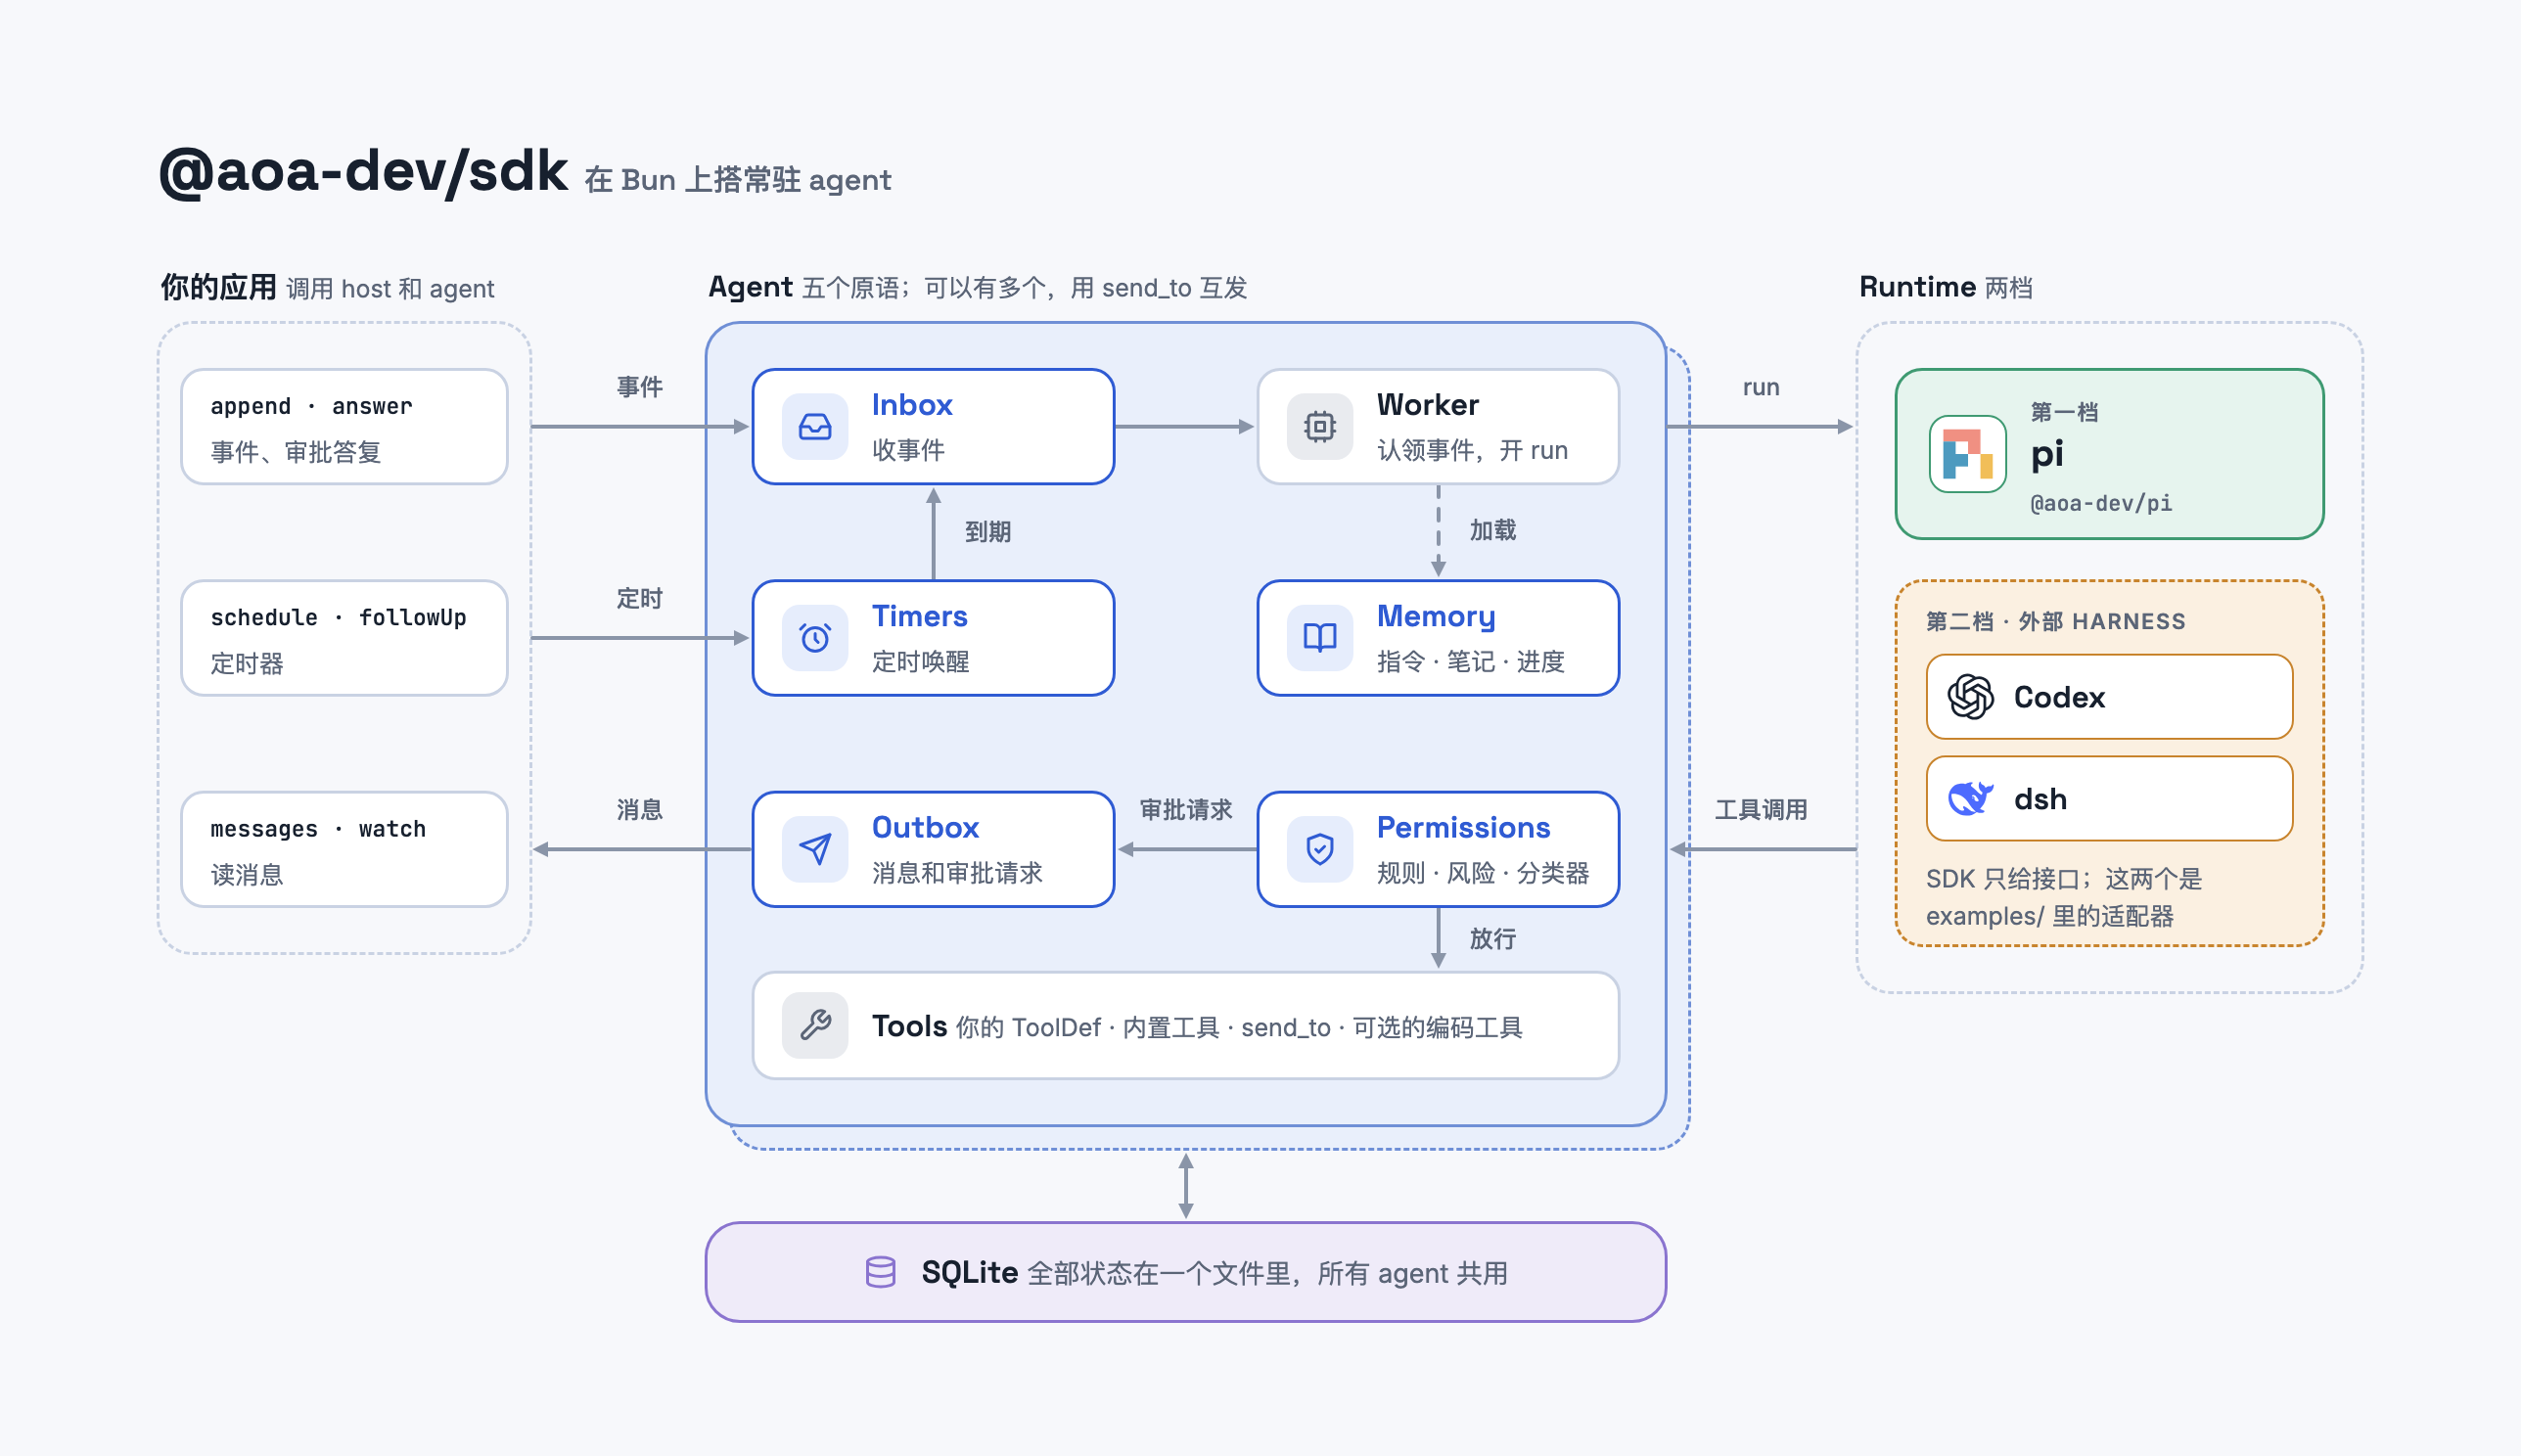 @aoa-dev/sdk 在 Bun 上搭常驻 agent
你的应用 调用 host 和 agent
append · answer
事件、审批答复
schedule · followUp
定时器
messages · watch
读消息
事件
定时
消息
Agent 五个原语；可以有多个，用 send_to 互发
Inbox
收事件
Worker
认领事件，开 run
到期
加载
Timers
定时唤醒
Memory
指令 · 笔记 · 进度
Outbox
消息和审批请求
审批请求
Permissions
规则 · 风险 · 分类器
放行
Tools 你的 ToolDef · 内置工具 · send_to · 可选的编码工具
run
工具调用
Runtime 两档
第一档
pi
@aoa-dev/pi
第二档 · 外部 HARNESS
Codex
dsh
SDK 只给接口；这两个是
examples/ 里的适配器
SQLite 全部状态在一个文件里，所有 agent 共用